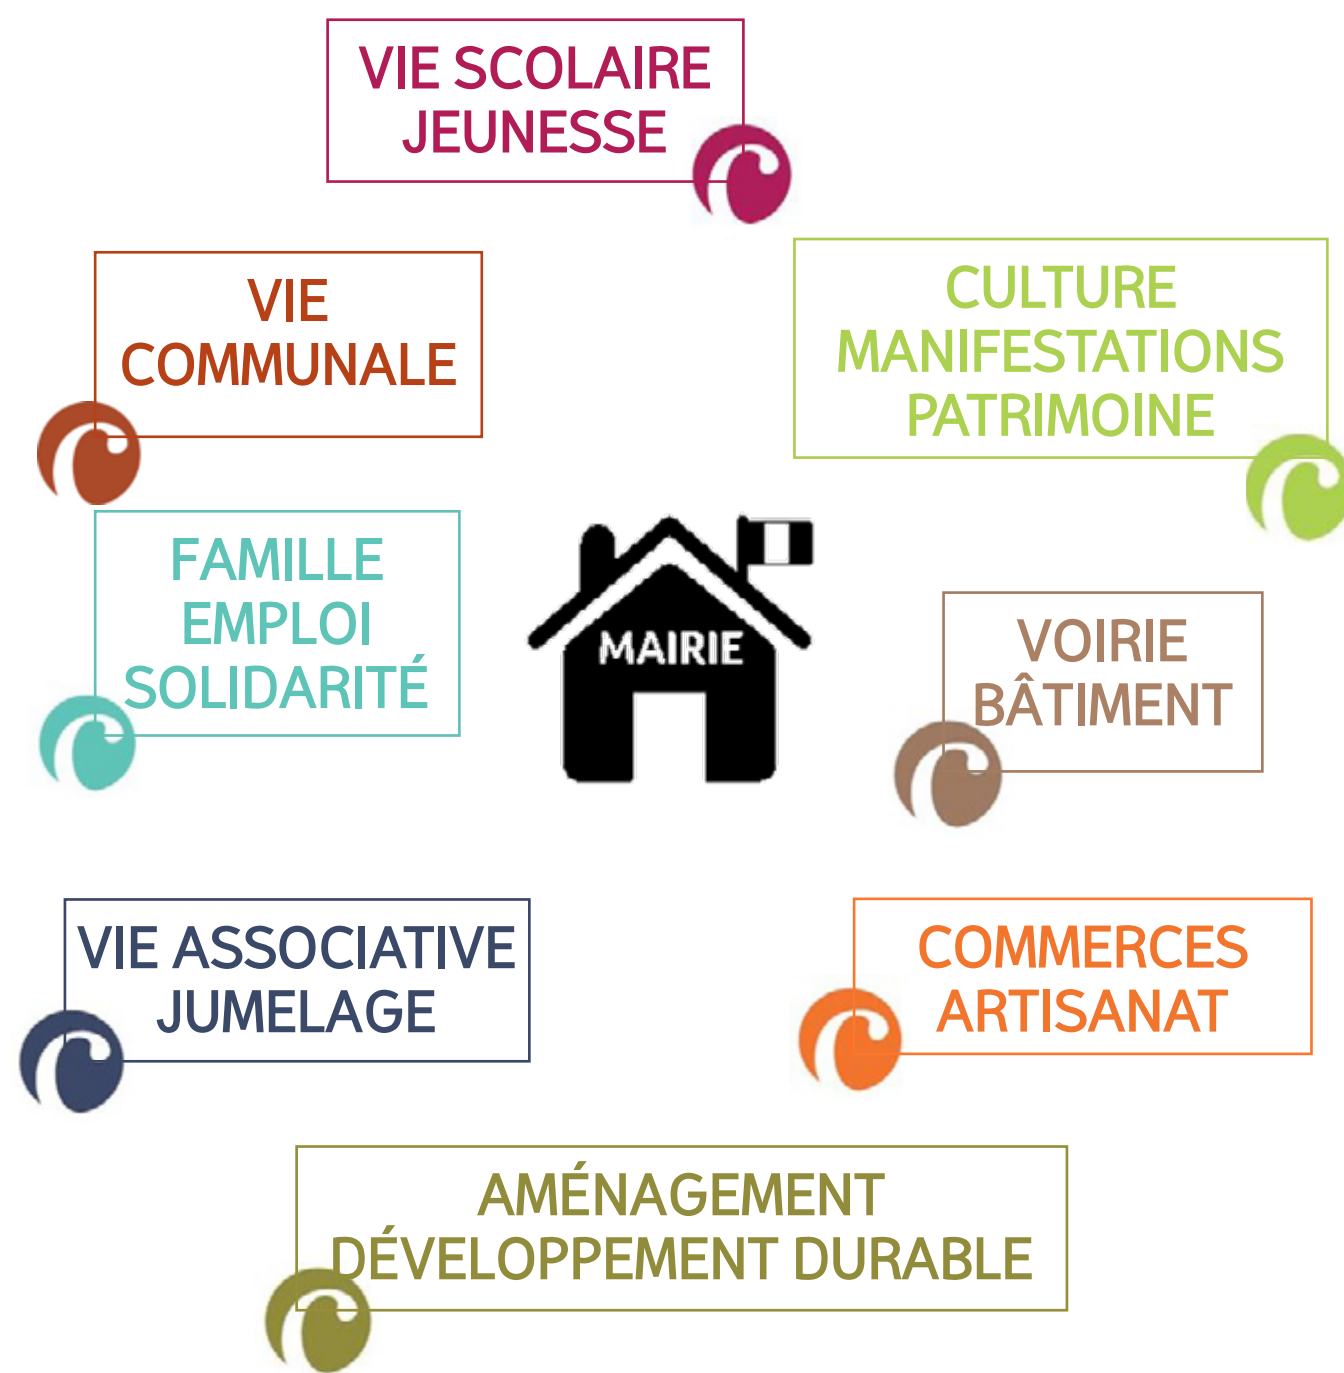 VIE SCOLAIRE
JEUNESSE
VIE
COMMUNALE
CULTURE
MANIFESTATIONS
PATRIMOINE
FAMILLE
EMPLOI
SOLIDARITÉ
MAIRIE
VOIRIE
BÂTIMENT
VIE ASSOCIATIVE
JUMELAGE
COMMERCES
ARTISANAT
AMÉNAGEMENT
DÉVELOPPEMENT DURABLE